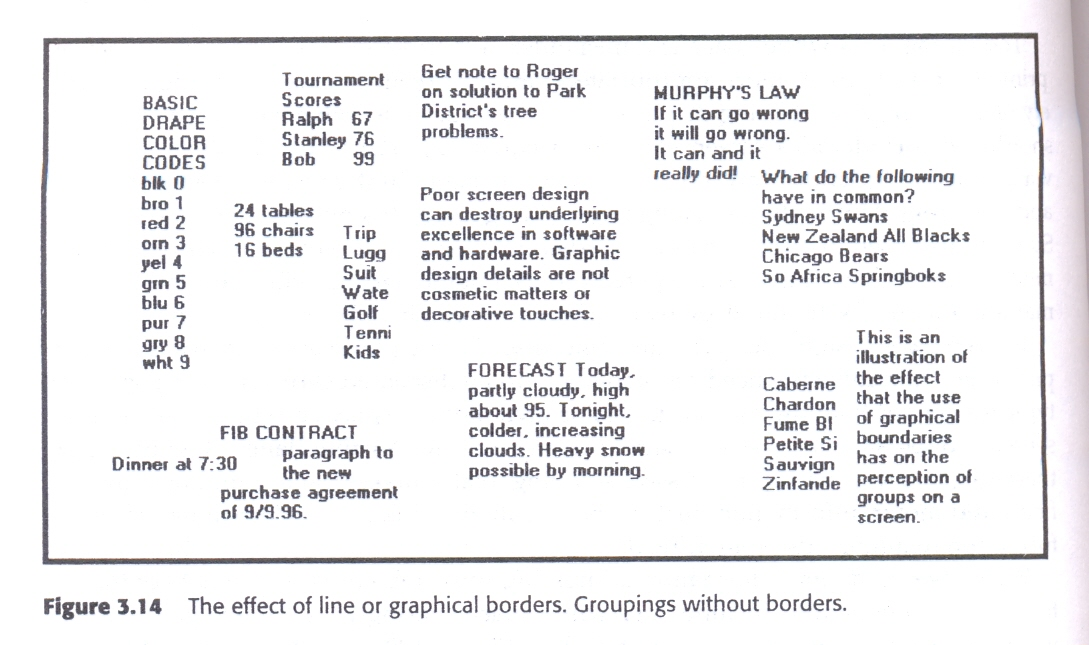 BASIC
DRAPE
COLOR
CODES
blk 0
bro 1
red 2
orn 3
yel 4
grn 5
blu 6
pur 7
gry 8
wht 9
Tournament
Scores
Ralph 67
Stanley 76
Bob 99
24 tables
96 chairs
16 beds
Trip
Lugg
Suit
Wate
Golf
Tenni
Kids
Get note to Roger
on solution to Park
District's tree
problems.
Poor screen design
can destroy underlying
excellence in software
and hardware. Graphic
design details are not
cosmetic matters or
decorative touches.
MURPHY'S LAW
If it can go wrong
it will go wrong.
It can and it
really did!
What do the following
have in common?
Sydney Swans
New Zealand All Blacks
Chicago Bears
So Africa Springboks
FIB CONTRACT
paragraph to
Dinner at 7:30 the new
purchase agreement
of 9/9.96.
FORECAST Today,
partly cloudy, high
about 95. Tonight,
colder, increasing
clouds. Heavy snow
possible by morning.
Caberne
Chardon
Fume Bl
Petite Si
Sauvign
Zinfande
This is an
illustration of
the effect
that the use
of graphical
boundaries
has on the
perception of
groups on a
screen.
Figure 3.14 The effect of line or graphical borders. Groupings without borders.